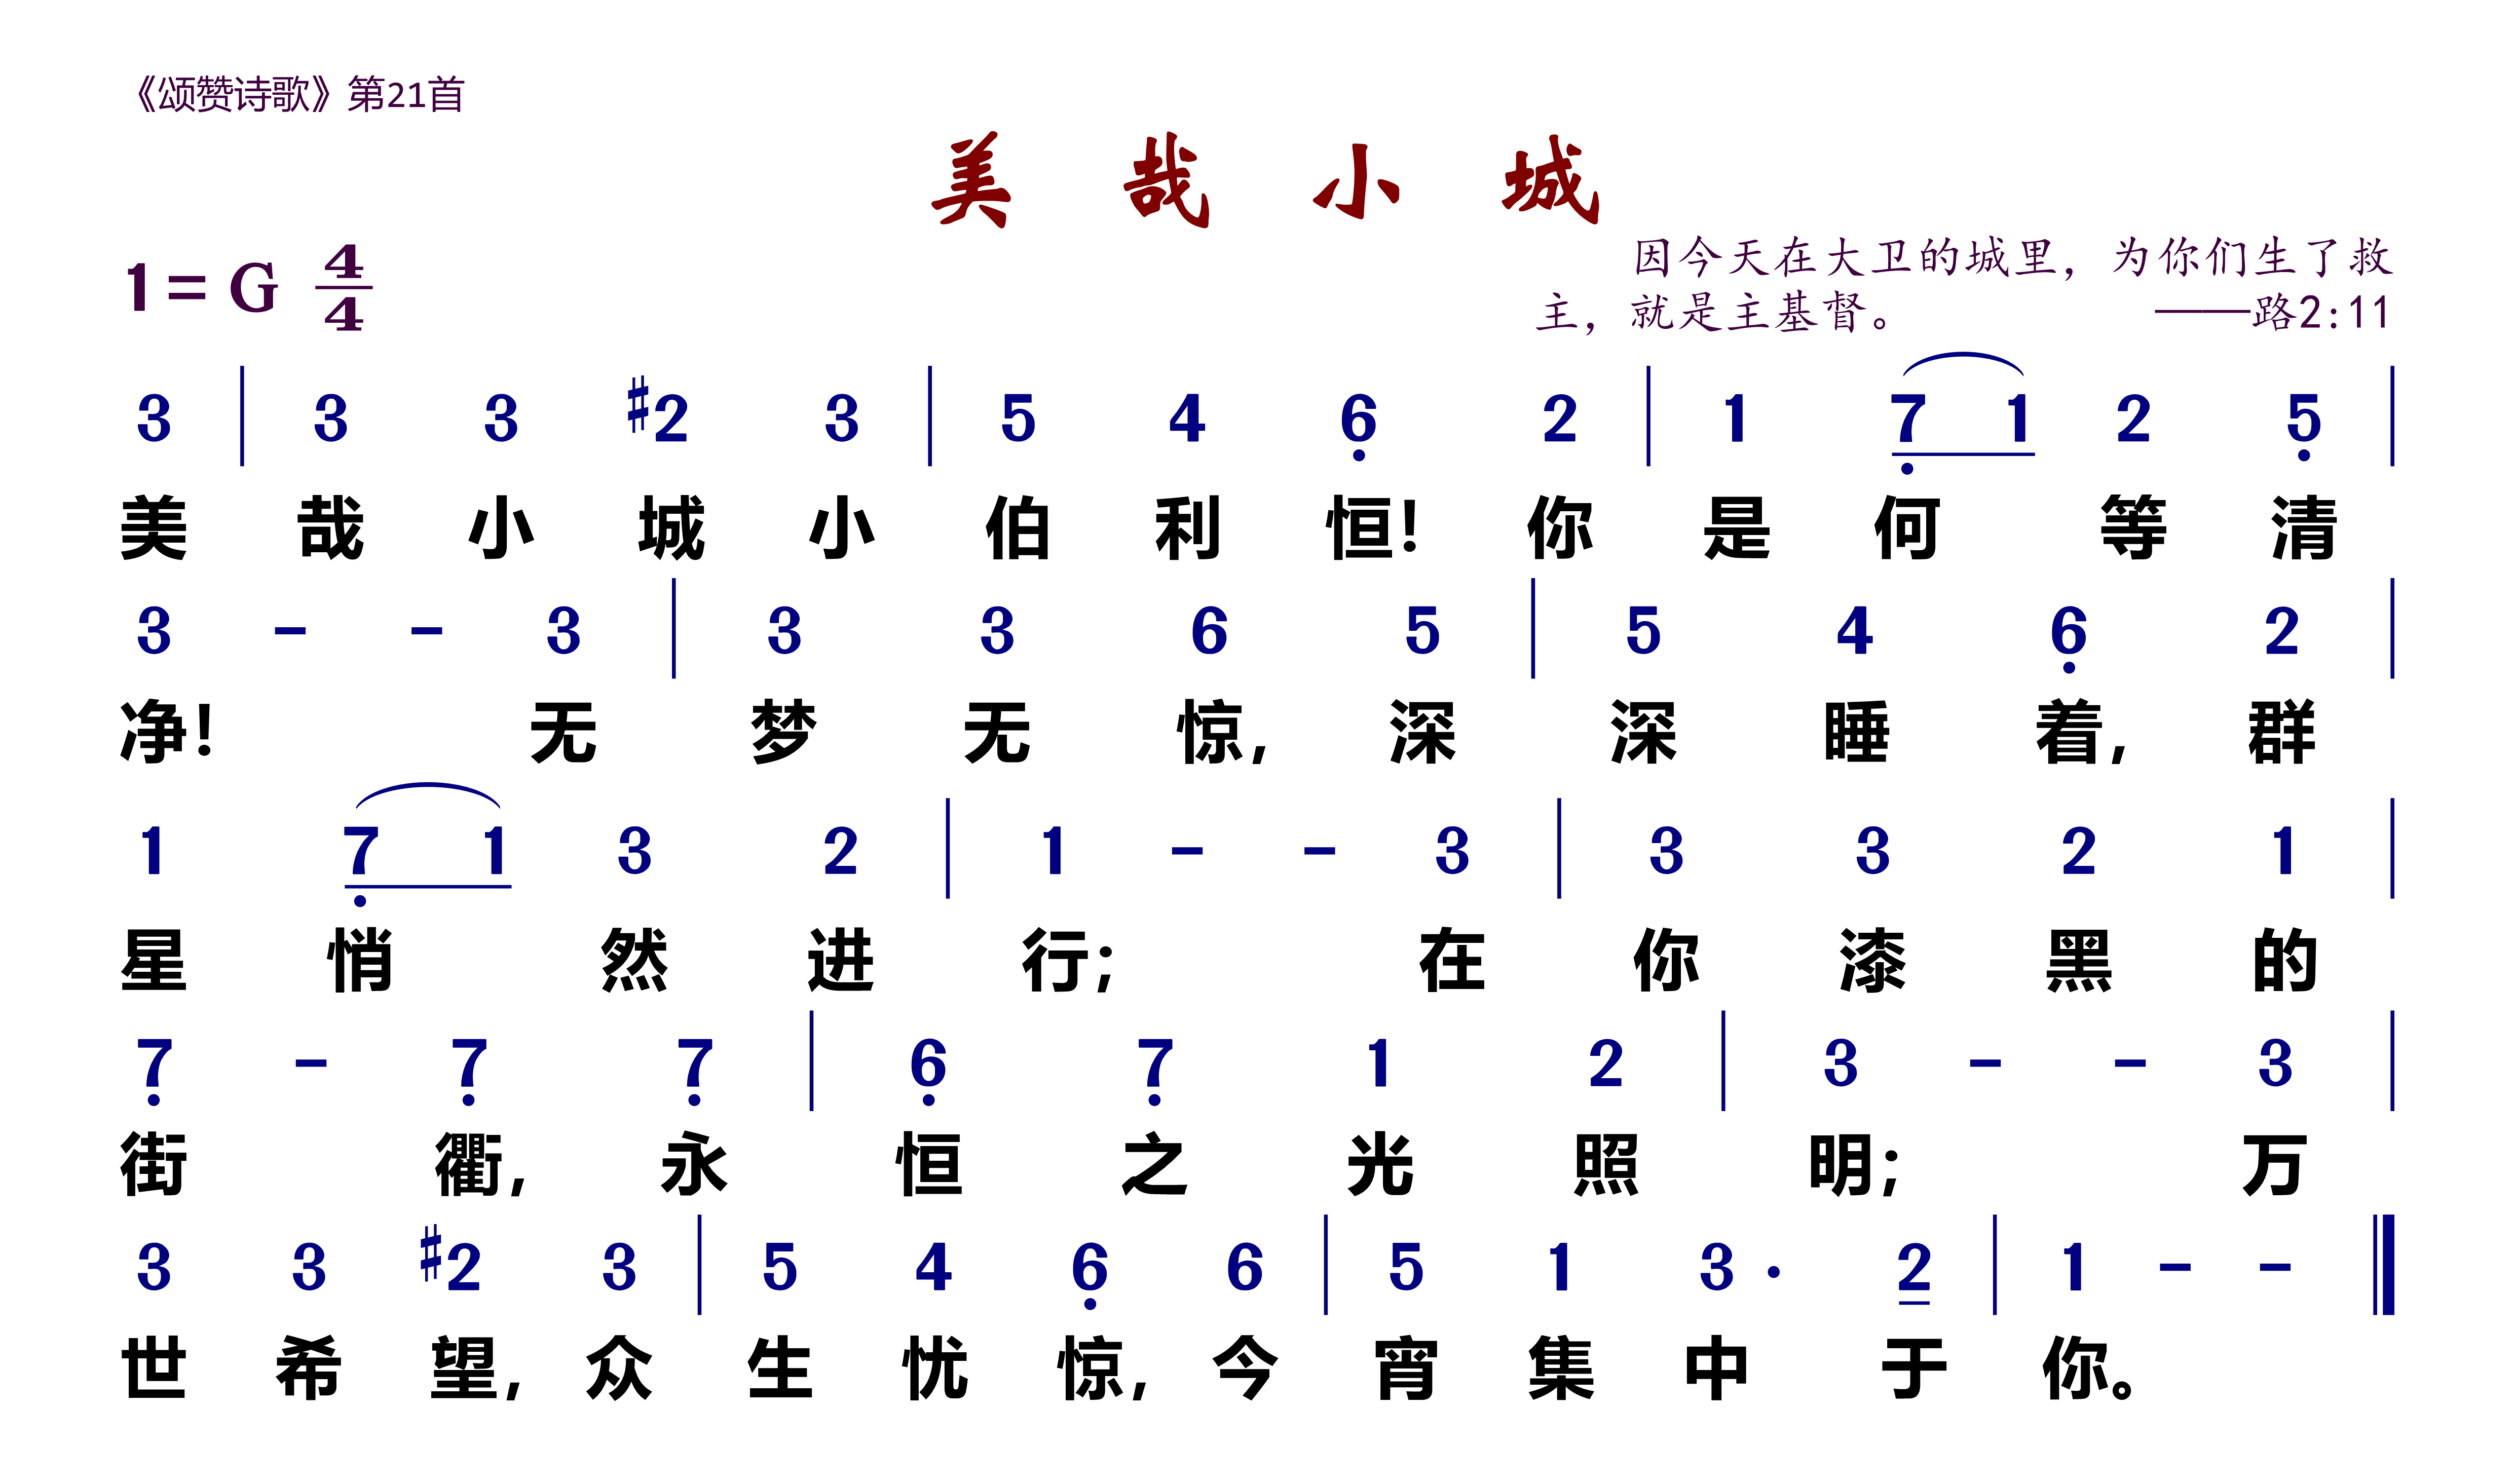 《颂赞诗歌》第21首
美哉小城
1=G 4/4
因今天在大卫的城里，为你们生了救
主，就是主基督。 ——路2:11
3 | 3 3 #2 3 | 5 4 6̣ 2 | 1 7̣ 1 2 5̣ |
美哉小城小伯利恒！你是何等清
3 - - 3 | 3 3 6 5 | 5 4 6̣ 2 |
净！无梦无惊，深深睡着，群
1 7̣ 1 3 2 | 1 - - 3 | 3 3 2 1 |
星悄然进行；在你漆黑的
7̣ - 7̣ 7̣ | 6̣ 7̣ 1 2 | 3 - - 3 |
街衢，永恒之光照明；万
3 3 #2 3 | 5 4 6̣ 6 | 5 1 3· 2 | 1 - - ‖
世希望，众生忧惊，今宵集中于你。